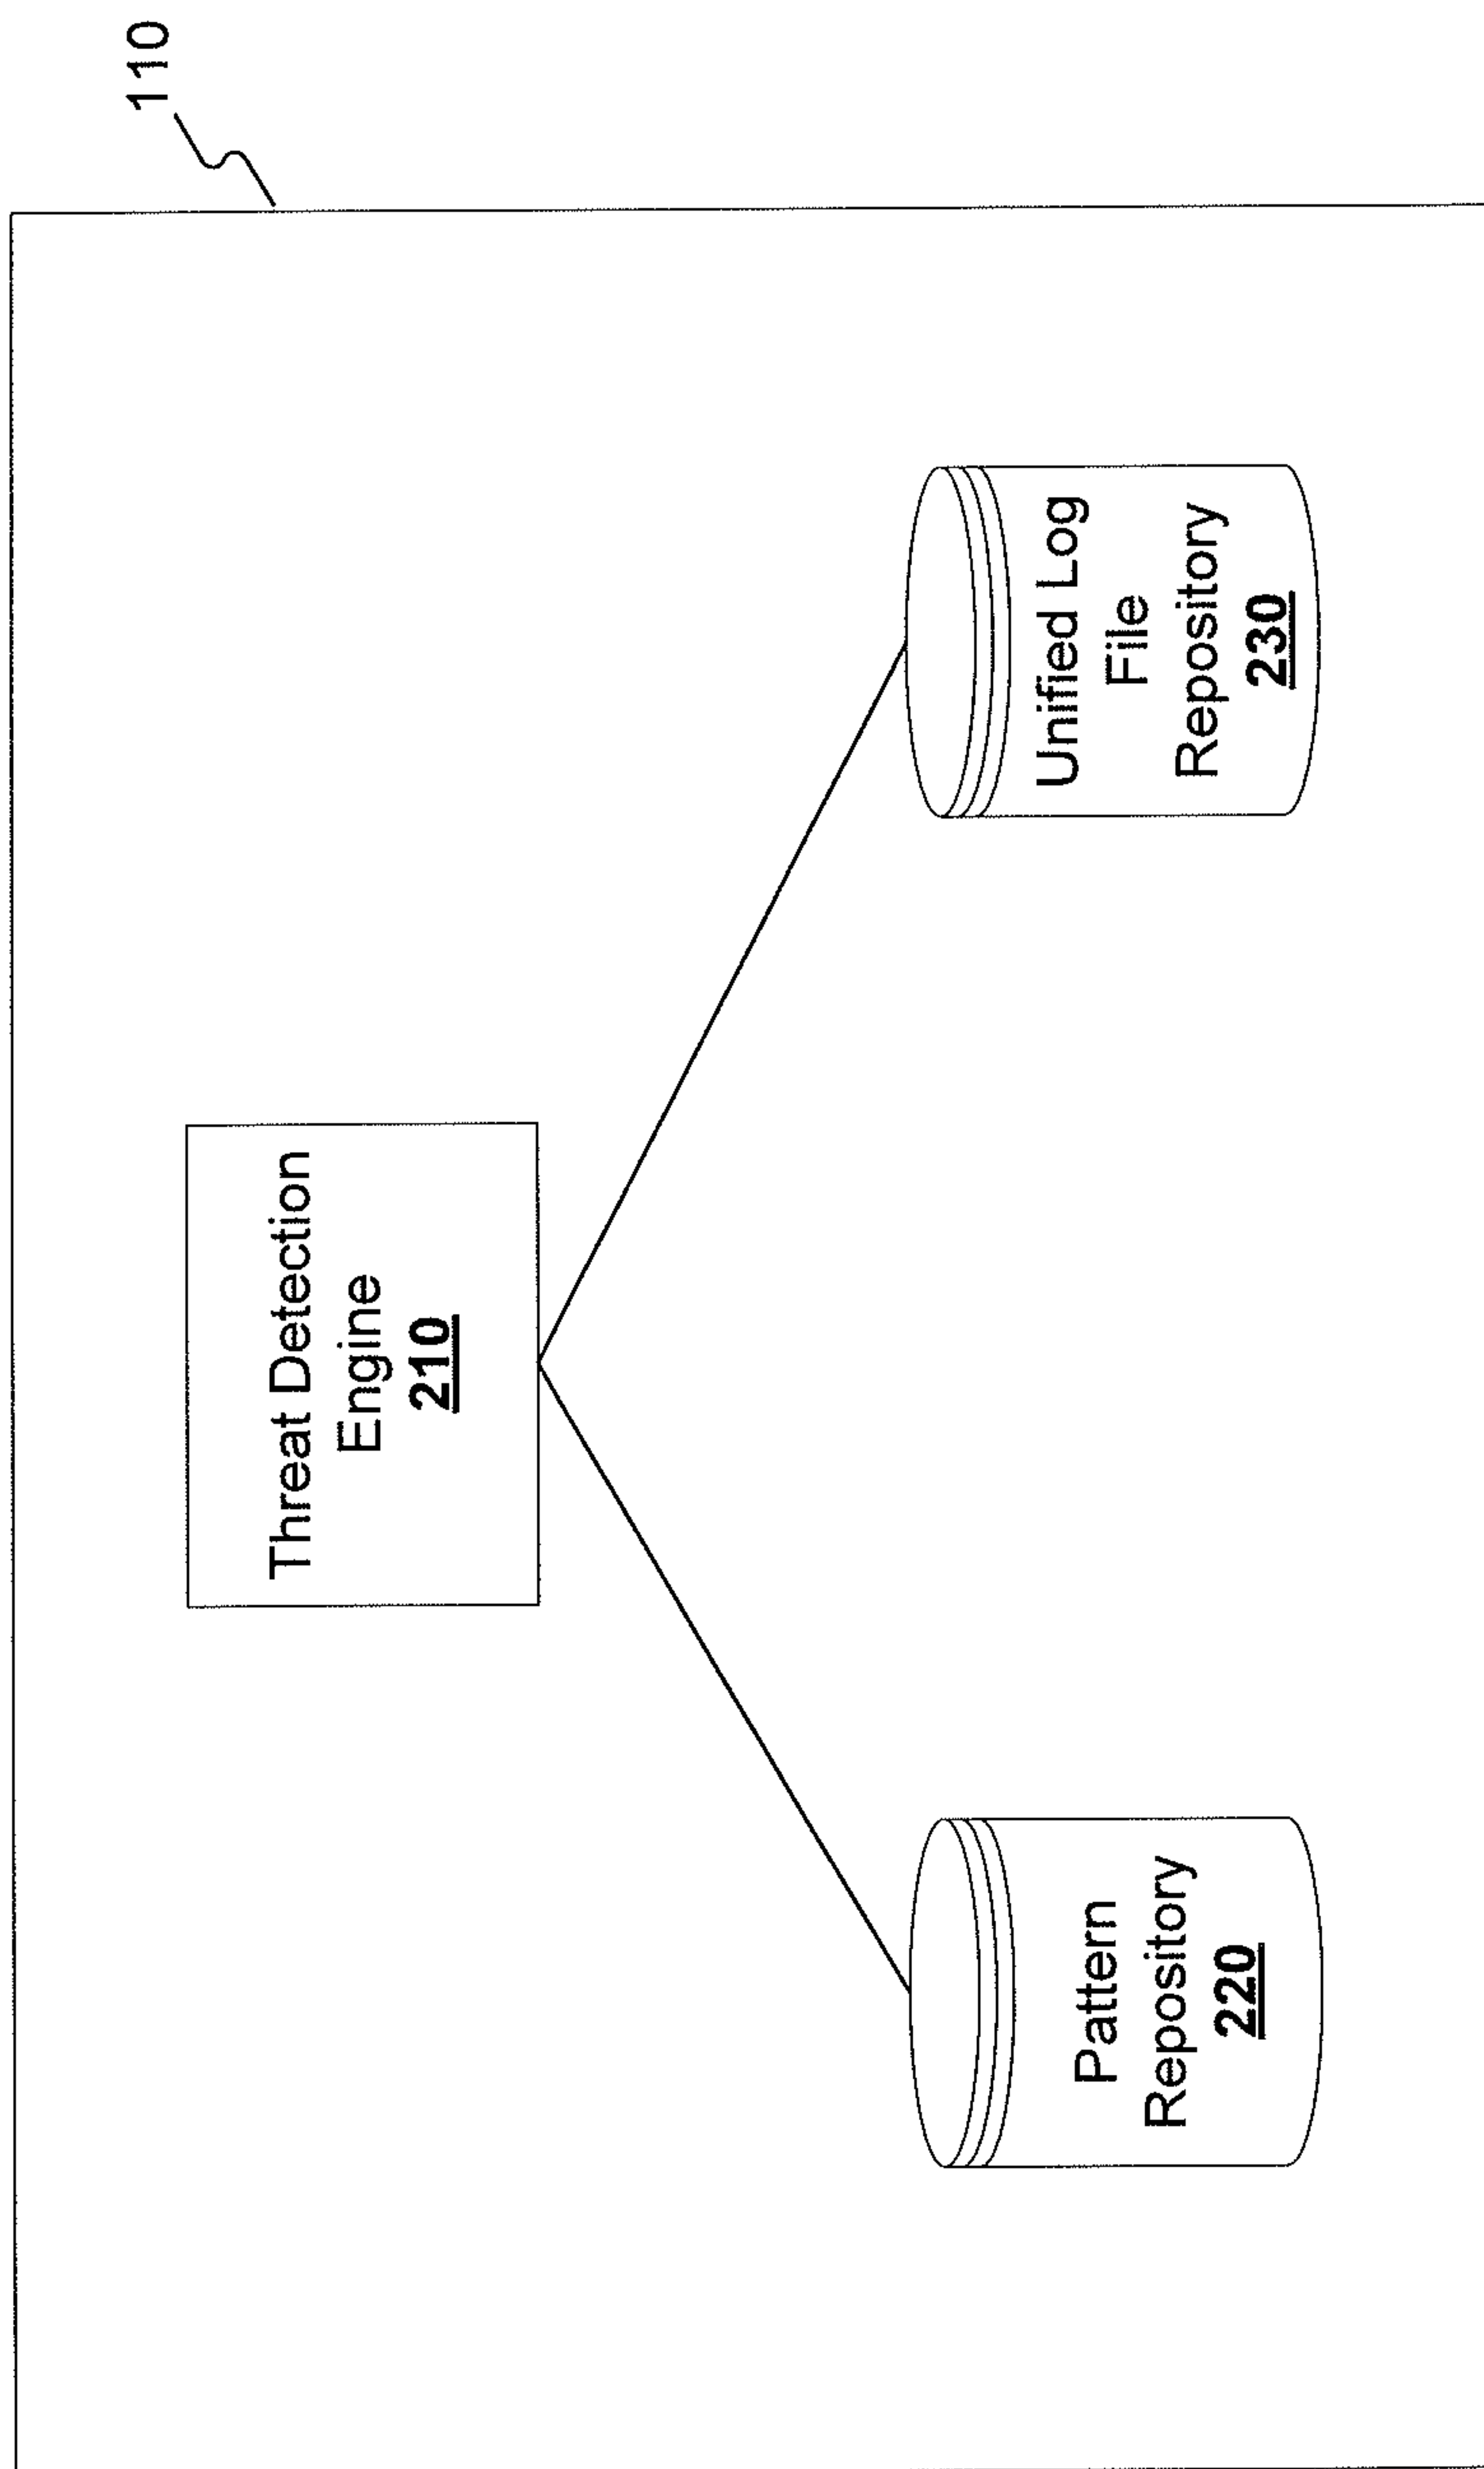 110
Threat Detection
Engine
210
Pattern
Repository
220
Unified Log
File
Repository
230